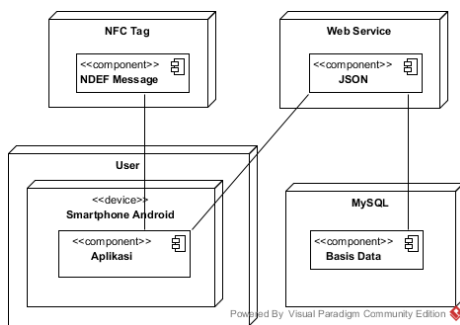 NFC Tag
<<component>>
NDEF Message
Web Service
<<component>>
JSON
User
<<device>>
Smartphone Android
<<component>>
Aplikasi
MySQL
<<component>>
Basis Data
Powered By Visual Paradigm Community Edition